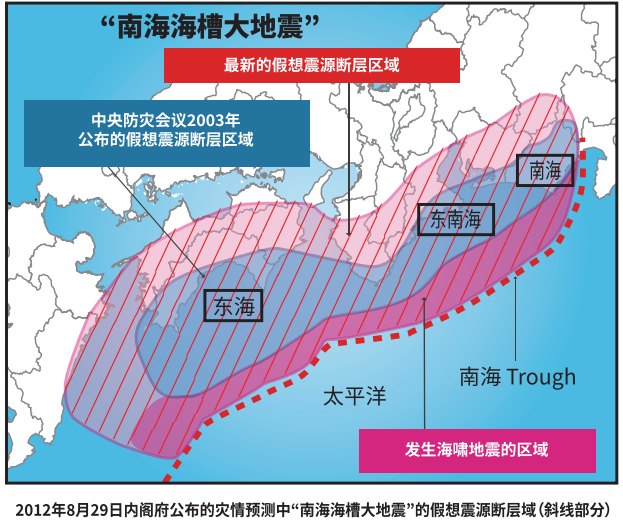 “南海海槽大地震”
最新的假想震源断层区域
中央防灾会议2003年
公布的假想震源断层区域
南海
东南海
东海
南海 Trough
太平洋
发生海啸地震的区域
2012年8月29日内阁府公布的灾情预测中“南海海槽大地震”的假想震源断层域（斜线部分）